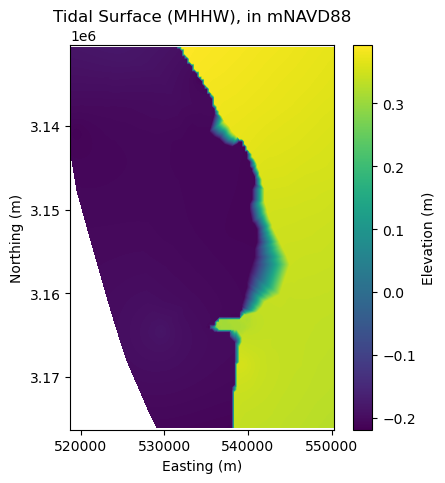 Tidal Surface (MHHW), in mNAVD88
1e6
3.14
3.15
3.16
3.17
Northing (m)
520000 530000 540000 550000
Easting (m)
0.3
0.2
0.1
0.0
−0.1
−0.2
Elevation (m)